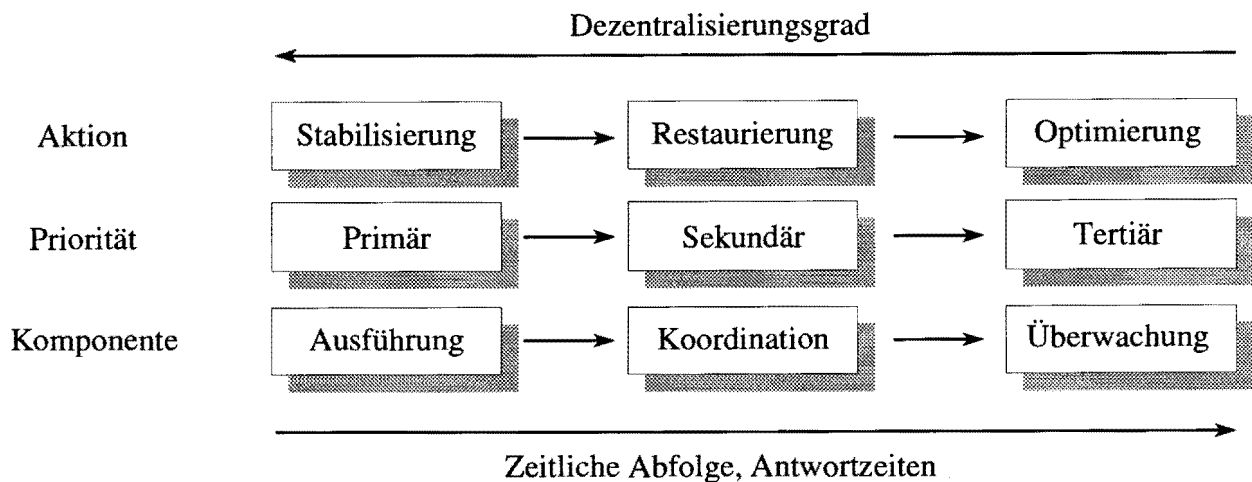 Dezentralisierungsgrad
Aktion Stabilisierung Restaurierung Optimierung
Priorität Primär Sekundär Tertiär
Komponente Ausführung Koordination Überwachung
Zeitliche Abfolge, Antwortzeiten